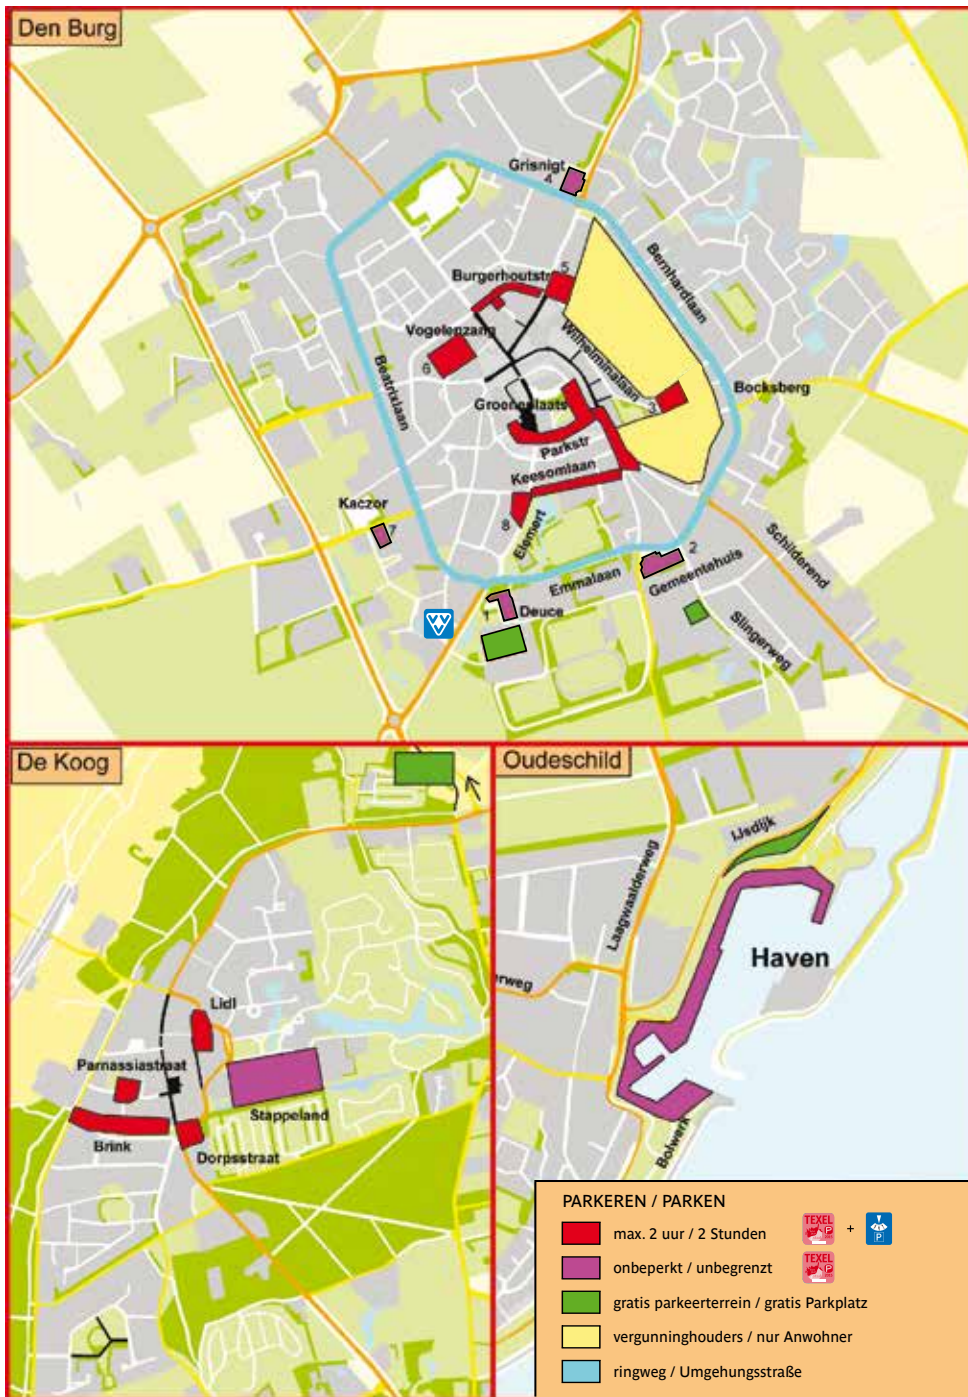 Den Burg
Grisnigt
4
Burgerhoutstr
5
Bernhardlaan
Vogelenzang
6
Wilhelminalaan
Beatrixlaan
Bocksberg
Groeneplaats
3
Parkstr
Keesomlaan
Kaczor
7
8
Elemert
2
Schilderend
Emmalaan
Gemeentehuis
1
Deuce
Slingerweg
De Koog
Lidl
Parnassiastraat
Stappeland
Brink
Dorpsstraat
Oudeschild
IJsdijk
Laagwaalderweg
Haven
erweg
Bolwerk
PARKEREN / PARKEN
max. 2 uur / 2 Stunden
TEXEL
P
+
P
onbeperkt / unbegrenzt
TEXEL
P
gratis parkeerterrein / gratis Parkplatz
vergunninghouders / nur Anwohner
ringweg / Umgehungsstraße